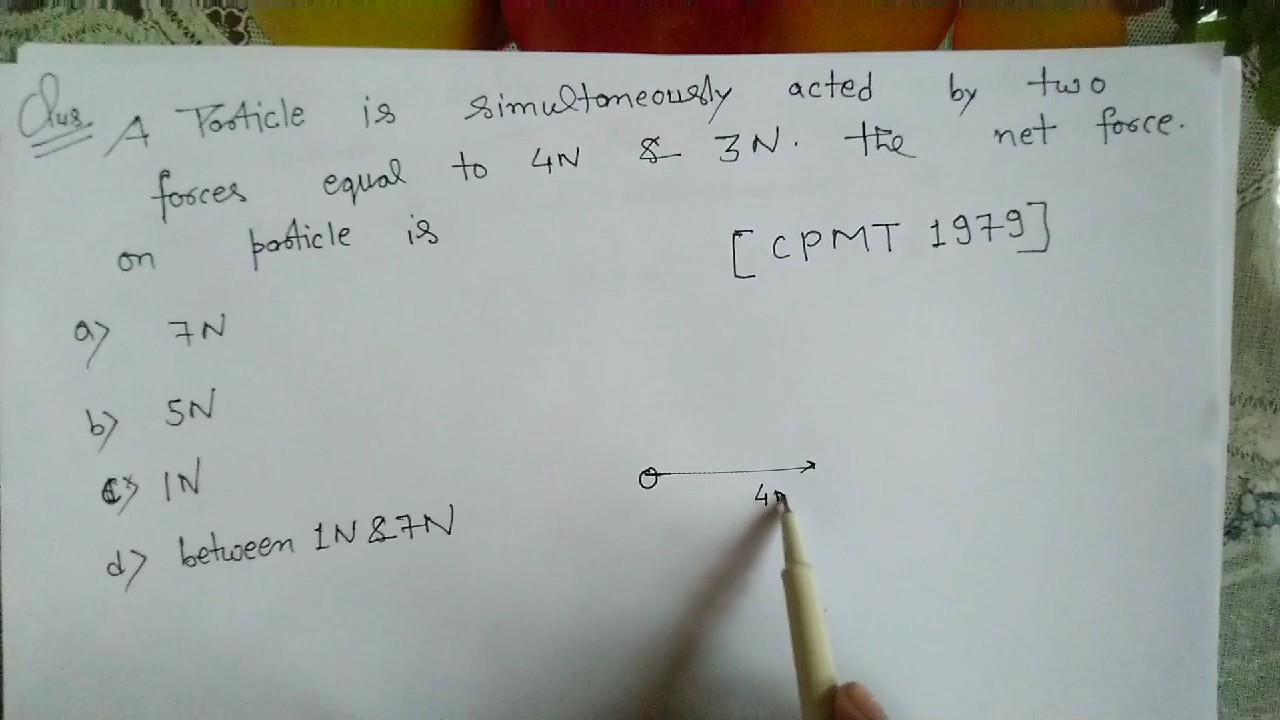 Que. A Particle is simultaneously acted by two
forces equal to 4N & 3N. the net force.
on particle is
[CPMT 1979]
a) 7N
b) 5N
c) 1N
d) between 1N & 7N
4N